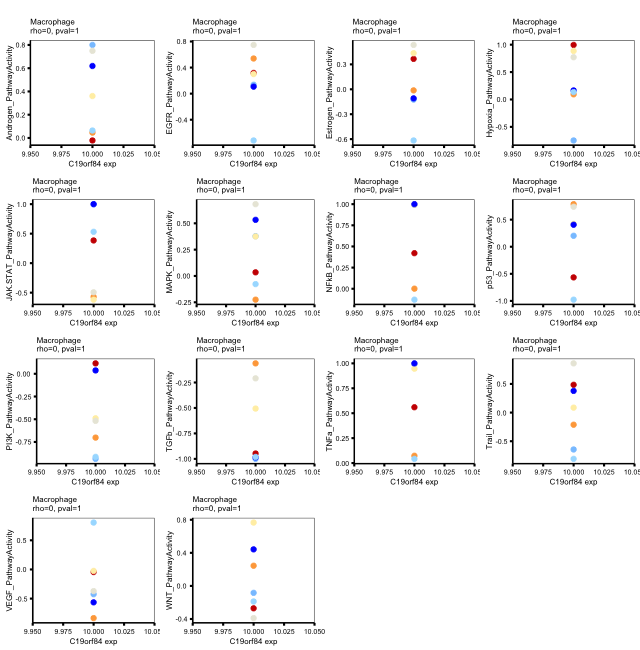 Macrophage
rho=0, pval=1
Androgen_PathwayActivity
0.8
0.6
0.4
0.2
0.0
9.950 9.975 10.000 10.025 10.05
C19orf84 exp
Macrophage
rho=0, pval=1
EGFR_PathwayActivity
0.8
0.4
0.0
-0.4
9.950 9.975 10.000 10.025 10.05
C19orf84 exp
Macrophage
rho=0, pval=1
Estrogen_PathwayActivity
0.3
0.0
-0.3
-0.6
9.950 9.975 10.000 10.025 10.05
C19orf84 exp
Macrophage
rho=0, pval=1
Hypoxia_PathwayActivity
1.0
0.5
0.0
-0.5
9.950 9.975 10.000 10.025 10.05
C19orf84 exp
Macrophage
rho=0, pval=1
JAK.STAT_PathwayActivity
1.0
0.5
0.0
-0.5
9.950 9.975 10.000 10.025 10.05
C19orf84 exp
Macrophage
rho=0, pval=1
MAPK_PathwayActivity
0.50
0.25
0.00
-0.25
9.950 9.975 10.000 10.025 10.05
C19orf84 exp
Macrophage
rho=0, pval=1
NFkB_PathwayActivity
1.00
0.75
0.50
0.25
0.00
9.950 9.975 10.000 10.025 10.05
C19orf84 exp
Macrophage
rho=0, pval=1
p53_PathwayActivity
0.5
0.0
-0.5
-1.0
9.950 9.975 10.000 10.025 10.05
C19orf84 exp
Macrophage
rho=0, pval=1
PI3K_PathwayActivity
0.00
-0.25
-0.50
-0.75
9.950 9.975 10.000 10.025 10.05
C19orf84 exp
Macrophage
rho=0, pval=1
TGFb_PathwayActivity
-0.25
-0.50
-0.75
-1.00
9.950 9.975 10.000 10.025 10.05
C19orf84 exp
Macrophage
rho=0, pval=1
TNFa_PathwayActivity
1.00
0.75
0.50
0.25
0.00
9.950 9.975 10.000 10.025 10.05
C19orf84 exp
Macrophage
rho=0, pval=1
Trail_PathwayActivity
0.5
0.0
-0.5
9.950 9.975 10.000 10.025 10.05
C19orf84 exp
Macrophage
rho=0, pval=1
VEGF_PathwayActivity
0.5
0.0
-0.5
9.950 9.975 10.000 10.025 10.05
C19orf84 exp
Macrophage
rho=0, pval=1
WNT_PathwayActivity
0.8
0.4
0.0
-0.4
9.950 9.975 10.000 10.025 10.050
C19orf84 exp